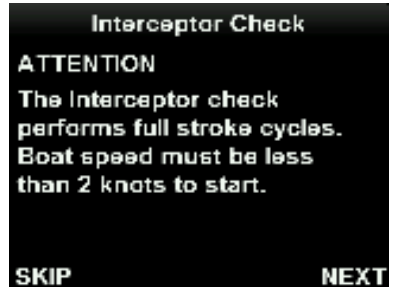 Interceptor Check
ATTENTION
The Interceptor check
performs full stroke cycles.
Boat speed must be less
than 2 knots to start.
SKIP NEXT